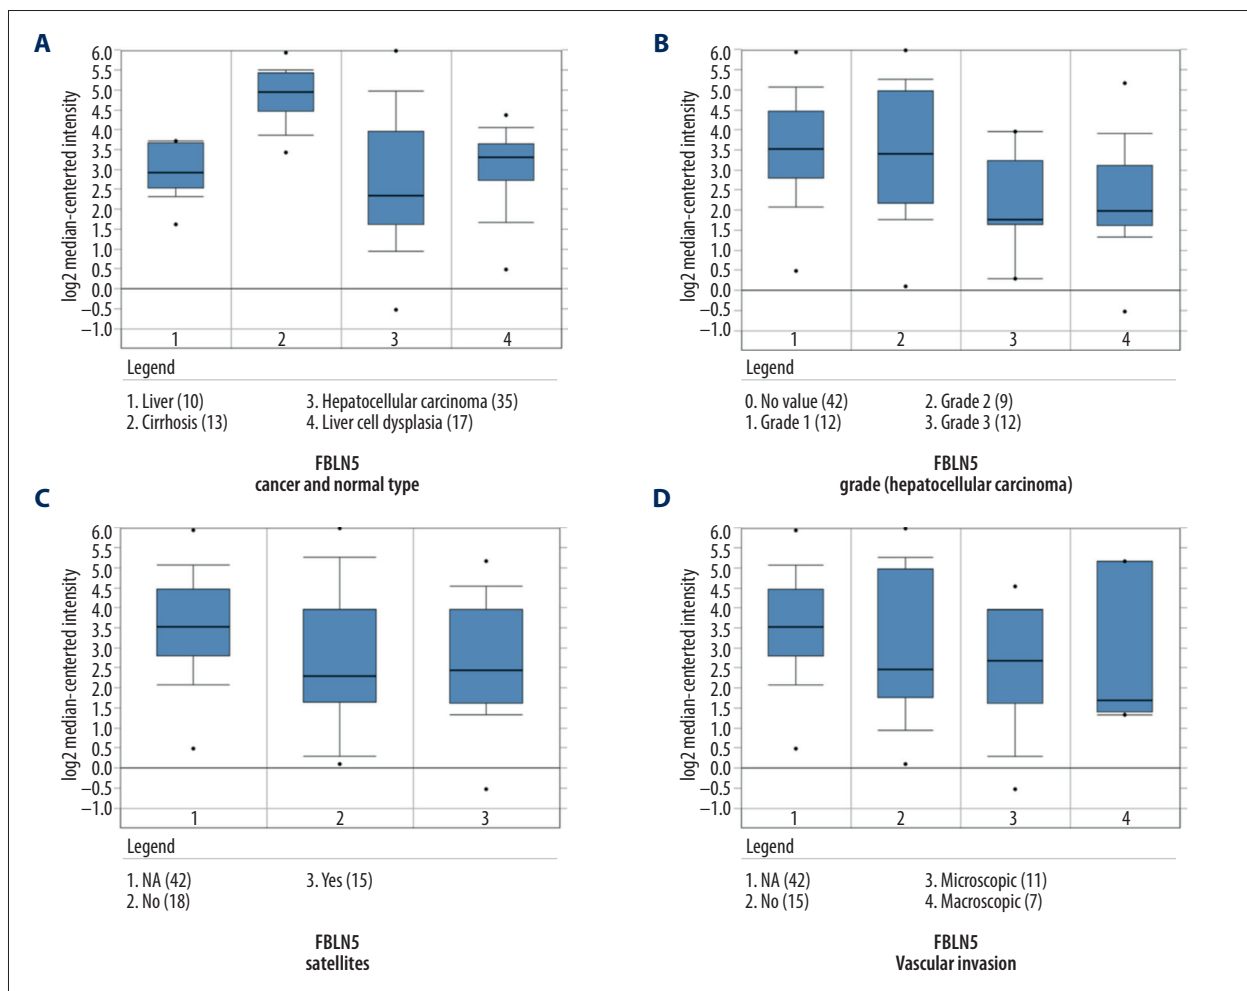 A
log2 median-centerted intensity
6.0
5.5
5.0
4.5
4.0
3.5
3.0
2.5
2.0
1.5
1.0
0.5
0.0
–0.5
–1.0
1 2 3 4
Legend
1. Liver (10) 3. Hepatocellular carcinoma (35)
2. Cirrhosis (13) 4. Liver cell dysplasia (17)
FBLN5
cancer and normal type
B
log2 median-centerted intensity
6.0
5.5
5.0
4.5
4.0
3.5
3.0
2.5
2.0
1.5
1.0
0.5
0.0
–0.5
–1.0
1 2 3 4
Legend
0. No value (42) 2. Grade 2 (9)
1. Grade 1 (12) 3. Grade 3 (12)
FBLN5
grade (hepatocellular carcinoma)
C
log2 median-centerted intensity
6.0
5.5
5.0
4.5
4.0
3.5
3.0
2.5
2.0
1.5
1.0
0.5
0.0
–0.5
–1.0
1 2 3
Legend
1. NA (42) 3. Yes (15)
2. No (18)
FBLN5
satellites
D
log2 median-centerted intensity
6.0
5.5
5.0
4.5
4.0
3.5
3.0
2.5
2.0
1.5
1.0
0.5
0.0
–0.5
–1.0
1 2 3 4
Legend
1. NA (42) 3. Microscopic (11)
2. No (15) 4. Macroscopic (7)
FBLN5
Vascular invasion